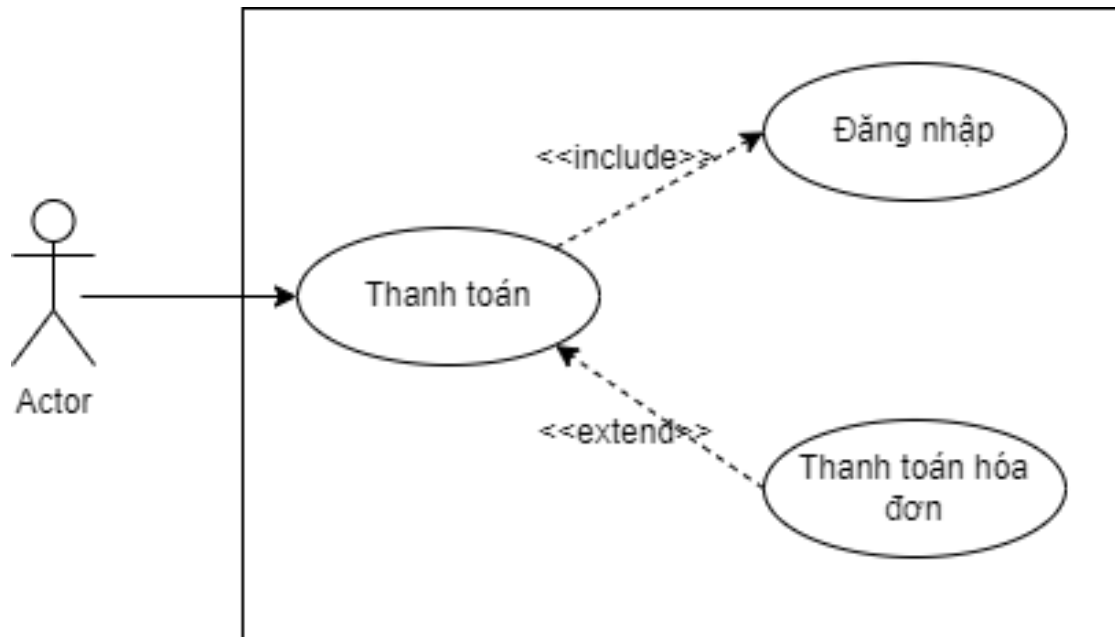 Đăng nhập
<<include>>
Thanh toán
Actor
<<extend>>
Thanh toán hóa
đơn